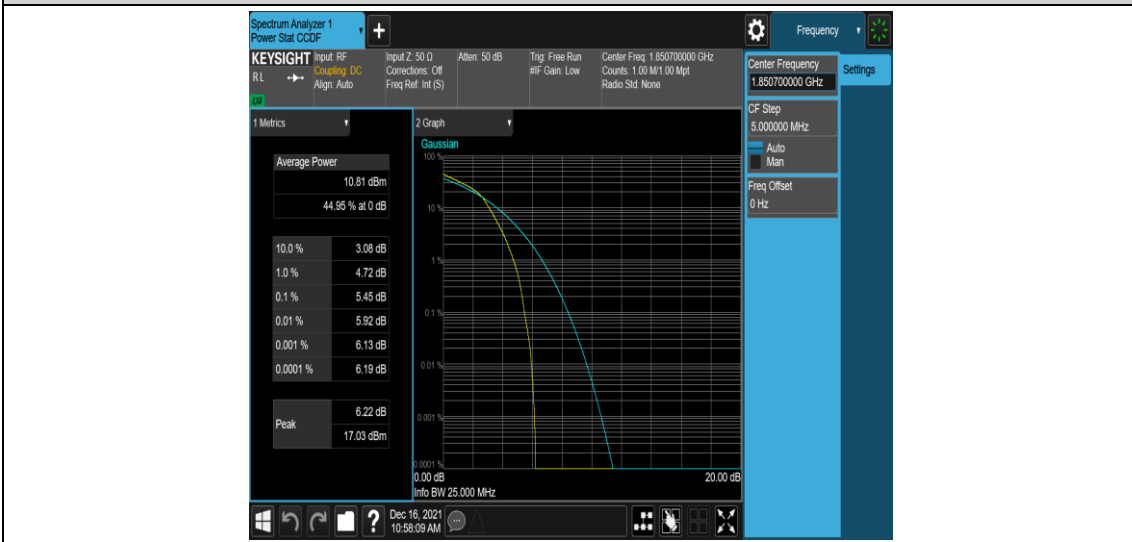 Spectrum Analyzer 1
Power Stat CCDF
+
Frequency
KEYSIGHT
RL
Input: RF
Coupling: DC
Align: Auto
Input Z: 50 Ω
Corrections: Off
Freq Ref: Int (S)
Atten: 50 dB
Trig: Free Run
#IF Gain: Low
Center Freq: 1.850700000 GHz
Counts: 1.00 M/1.00 Mpt
Radio Std: None
Center Frequency
1.850700000 GHz
Settings
CF Step
5.000000 MHz
Auto
Man
Freq Offset
0 Hz
1 Metrics
Average Power
10.81 dBm
44.95 % at 0 dB
10.0 % 3.08 dB
1.0 % 4.72 dB
0.1 % 5.45 dB
0.01 % 5.92 dB
0.001 % 6.13 dB
0.0001 % 6.19 dB
Peak
6.22 dB
17.03 dBm
2 Graph
Gaussian
100 %
10 %
1 %
0.1 %
0.01 %
0.001 %
0.0001 %
0.00 dB 20.00 dB
Info BW 25.000 MHz
?
Dec 16, 2021
10:58:09 AM